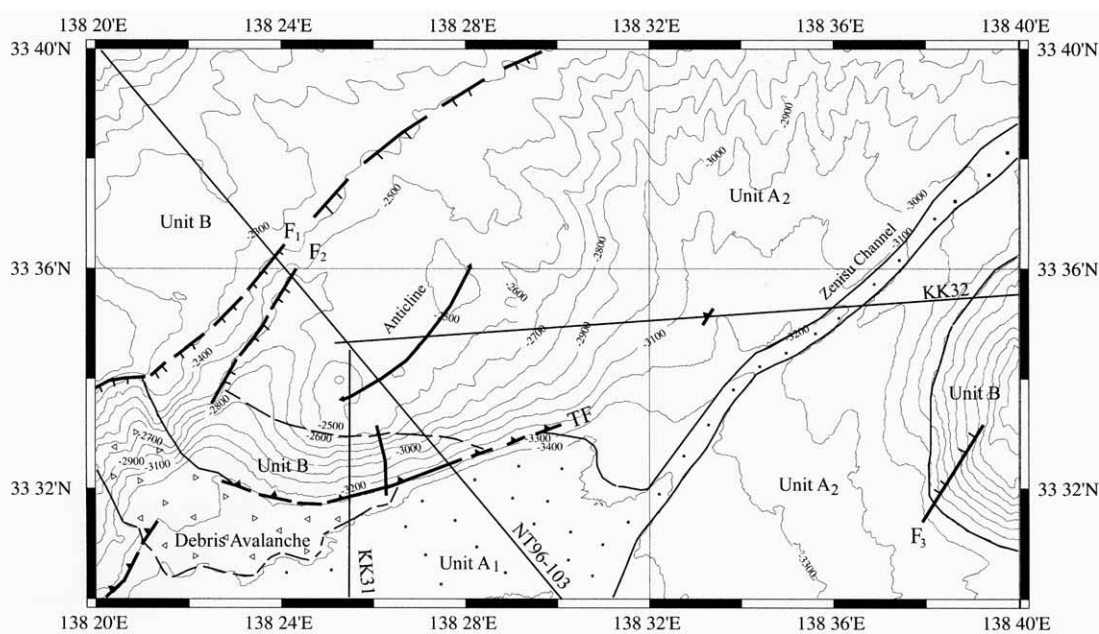 138 20'E 138 24'E 138 28'E 138 32'E 138 36'E 138 40'E
33 40'N 33 40'N
-2900
-3000
-2500
Unit A2
-3000
Unit B
-2300
F1
F2
-2800
-3100
Zenisu Channel
33 36'N 33 36'N
-2600
Anticline
-2500
KK32
-2700
-2900
-3100
-3200
-2400
Unit B
-2800
-2500
-2600
TF
-2700
-3000
-3300
-3400
-2900
-3100
Unit B
-3200
33 32'N 33 32'N
Unit A2
F3
Debris Avalanche
NT96-103
KK31
Unit A1
-3300
138 20'E 138 24'E 138 28'E 138 32'E 138 36'E 138 40'E